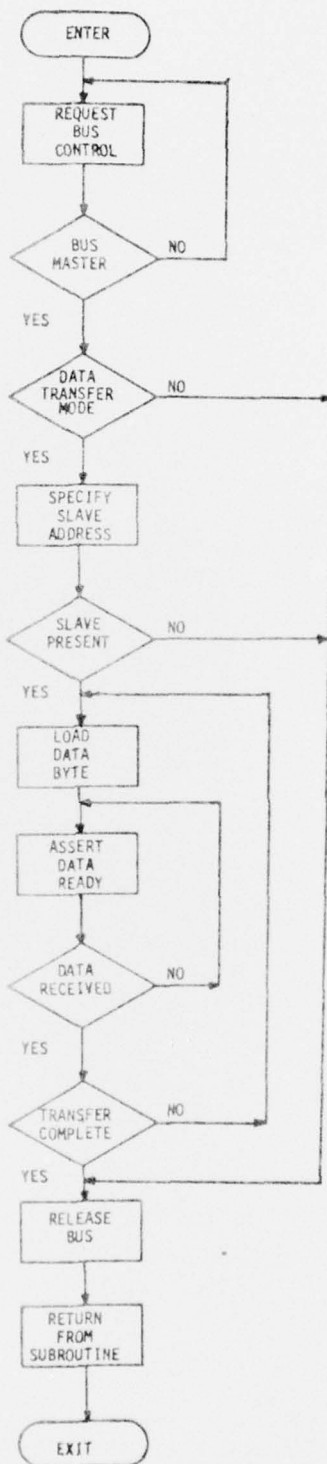 ENTER
REQUEST
BUS
CONTROL
BUS
MASTER
NO
YES
DATA
TRANSFER
MODE
NO
YES
SPECIFY
SLAVE
ADDRESS
SLAVE
PRESENT
NO
YES
LOAD
DATA
BYTE
ASSERT
DATA
READY
DATA
RECEIVED
NO
YES
TRANSFER
COMPLETE
NO
YES
RELEASE
BUS
RETURN
FROM
SUBROUTINE
EXIT